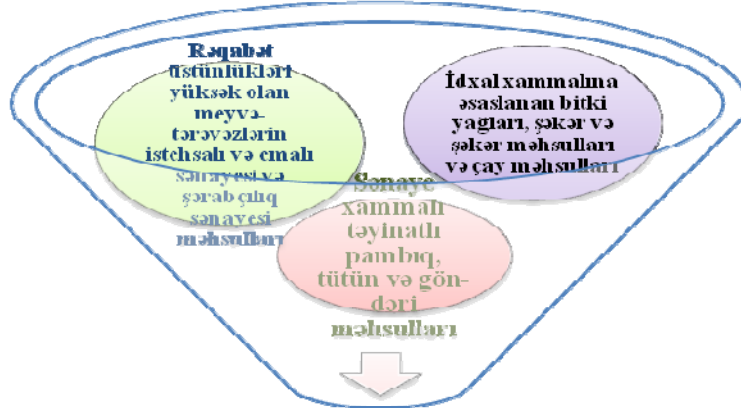 Rəqabət
üstünlükləri
yüksək olan
meyvə-
tərəvəzlərin
istehsalı və emalı
sənayesi və
şərabçılıq
sənayesi
məhsulları
İdxal xammalına
əsaslanan bitki
yağları, şəkər və
şəkər məhsulları
və çay məhsulları
Sənaye
xammalı
təyinatlı
pambıq,
tütün və gön-
dəri
məhsulları